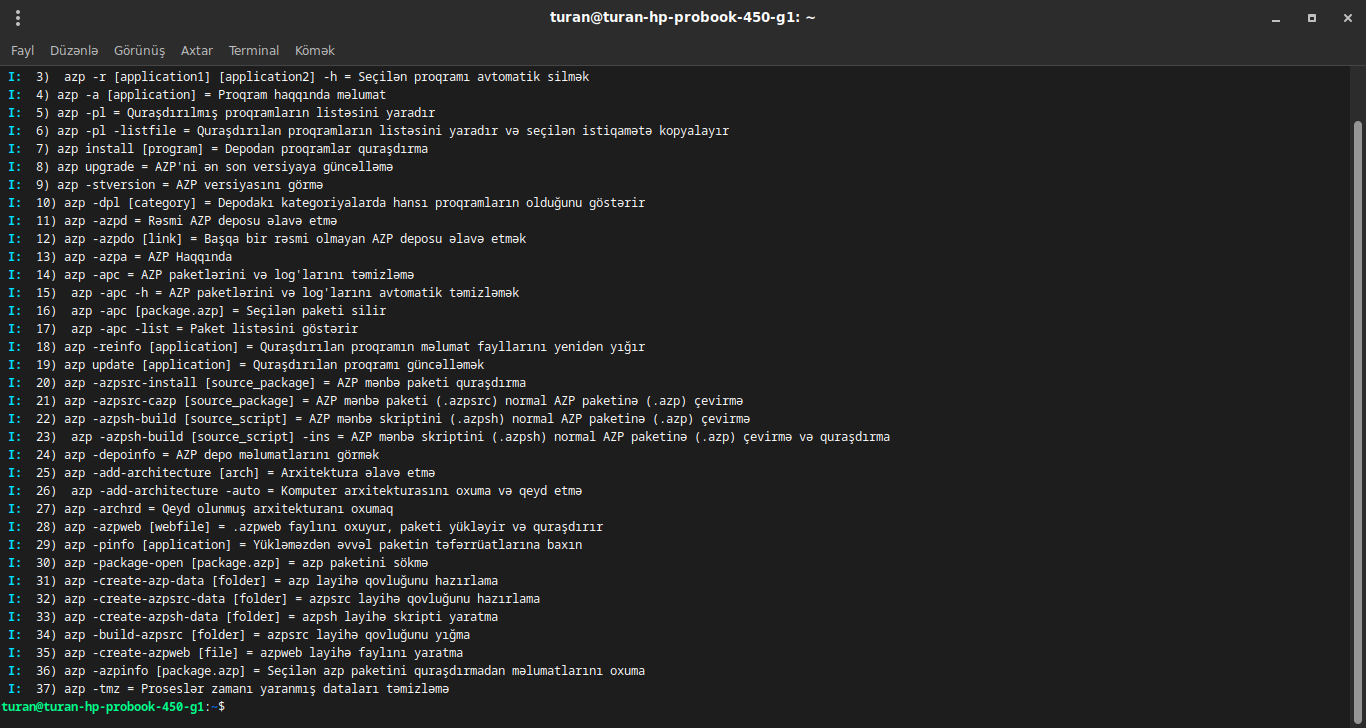 turan@turan-hp-probook-450-g1: ~
Fayl Düzənlə Görünüş Axtar Terminal Kömək
I:  3)  azp -r [application1] [application2] -h = Seçilən proqramı avtomatik silmək
I:  4) azp -a [application] = Proqram haqqında məlumat
I:  5) azp -pl = Quraşdırılmış proqramların listəsini yaradır
I:  6) azp -pl -listfile = Quraşdırılan proqramların listəsini yaradır və seçilən istiqamətə kopyalayır
I:  7) azp install [program] = Depodan proqramlar quraşdırma
I:  8) azp upgrade = AZP'ni ən son versiyaya güncəlləmə
I:  9) azp -stversion = AZP versiyasını görmə
I:  10) azp -dpl [category] = Depodakı kategoriyalarda hansı proqramların olduğunu göstərir
I:  11) azp -azpd = Rəsmi AZP deposu əlavə etmə
I:  12) azp -azpdo [link] = Başqa bir rəsmi olmayan AZP deposu əlavə etmək
I:  13) azp -azpa = AZP Haqqında
I:  14) azp -apc = AZP paketlərini və log'larını təmizləmə
I:  15)  azp -apc -h = AZP paketlərini və log'larını avtomatik təmizləmək
I:  16)  azp -apc [package.azp] = Seçilən paketi silir
I:  17)  azp -apc -list = Paket listəsini göstərir
I:  18) azp -reinfo [application] = Quraşdırılan proqramın məlumat fayllarını yenidən yığır
I:  19) azp update [application] = Quraşdırılan proqramı güncəlləmək
I:  20) azp -azpsrc-install [source_package] = AZP mənbə paketi quraşdırma
I:  21) azp -azpsrc-cazp [source_package] = AZP mənbə paketi (.azpsrc) normal AZP paketinə (.azp) çevirmə
I:  22) azp -azpsh-build [source_script] = AZP mənbə skriptini (.azpsh) normal AZP paketinə (.azp) çevirmə
I:  23)  azp -azpsh-build [source_script] -ins = AZP mənbə skriptini (.azpsh) normal AZP paketinə (.azp) çevirmə və quraşdırma
I:  24) azp -depoinfo = AZP depo məlumatlarını görmək
I:  25) azp -add-architecture [arch] = Arxitektura əlavə etmə
I:  26)  azp -add-architecture -auto = Komputer arxitekturasını oxuma və qeyd etmə
I:  27) azp -archrd = Qeyd olunmuş arxitekturanı oxumaq
I:  28) azp -azpweb [webfile] = .azpweb faylını oxuyur, paketi yükləyir və quraşdırır
I:  29) azp -pinfo [application] = Yükləməzdən əvvəl paketin təfərrüatlarına baxın
I:  30) azp -package-open [package.azp] = azp paketini sökmə
I:  31) azp -create-azp-data [folder] = azp layihə qovluğunu hazırlama
I:  32) azp -create-azpsrc-data [folder] = azpsrc layihə qovluğunu hazırlama
I:  33) azp -create-azpsh-data [folder] = azpsh layihə skripti yaratma
I:  34) azp -build-azpsrc [folder] = azpsrc layihə qovluğunu yığma
I:  35) azp -create-azpweb [file] = azpweb layihə faylını yaratma
I:  36) azp -azpinfo [package.azp] = Seçilən azp paketini quraşdırmadan məlumatlarını oxuma
I:  37) azp -tmz = Proseslər zamanı yaranmış dataları təmizləmə
turan@turan-hp-probook-450-g1:~$